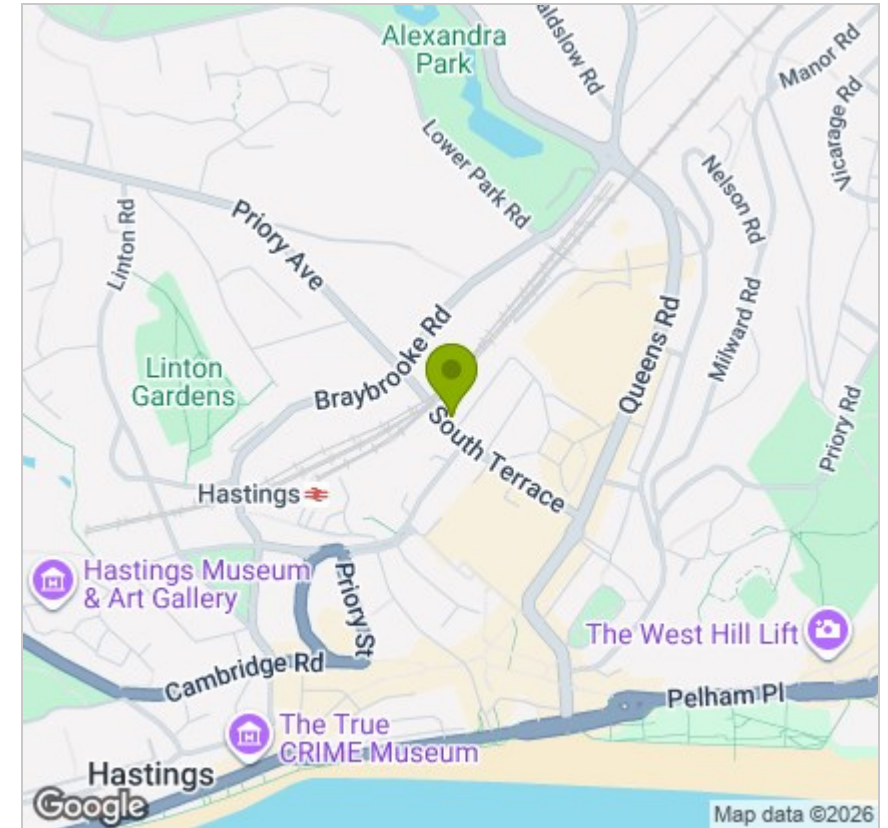 Alexandra
Park
aldslow Rd
Manor Rd
Vicarage Rd
Lower Park Rd
Nelson Rd
Linton Rd
Priory Ave
Milward Rd
Queens Rd
Braybrooke Rd
Linton
Gardens
South Terrace
Priory Rd
Hastings
Hastings Museum
& Art Gallery
Priory St
The West Hill Lift
Cambridge Rd
Pelham Pl
The True
CRIME Museum
Hastings
Google
Map data ©2026